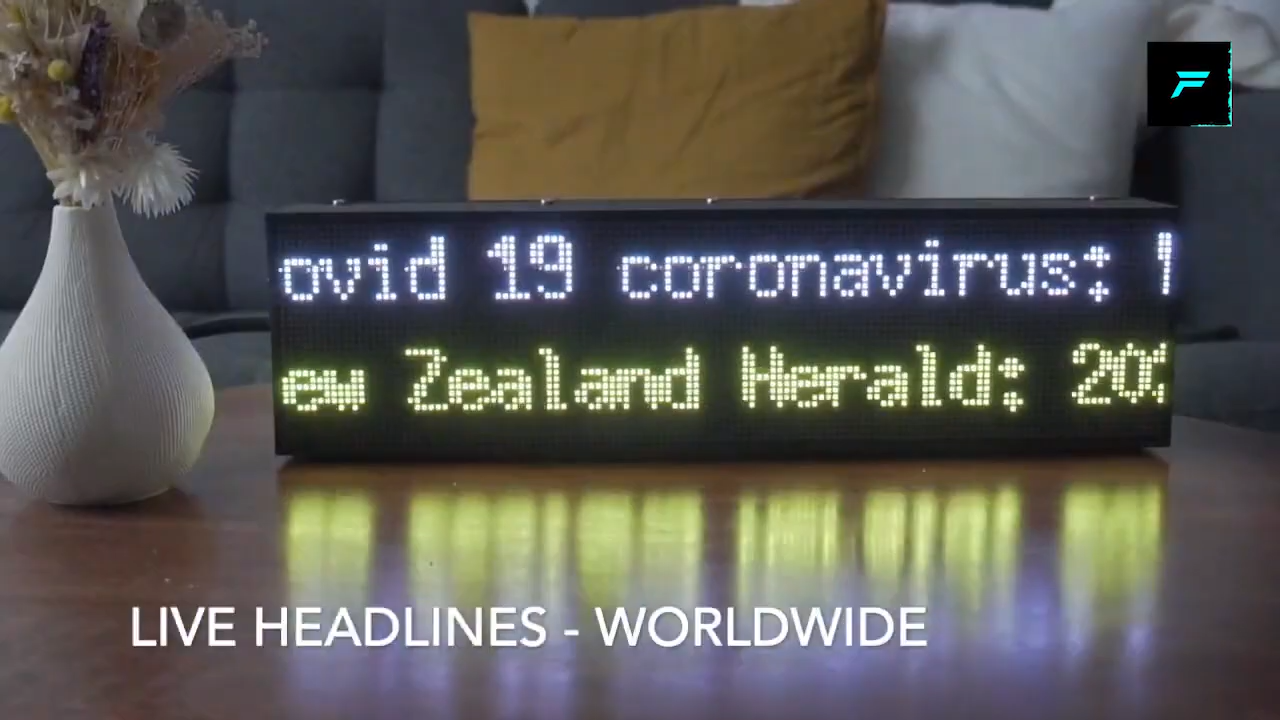 ovid 19 coronavirus:
ew Zealand Herald: 20
LIVE HEADLINES - WORLDWIDE